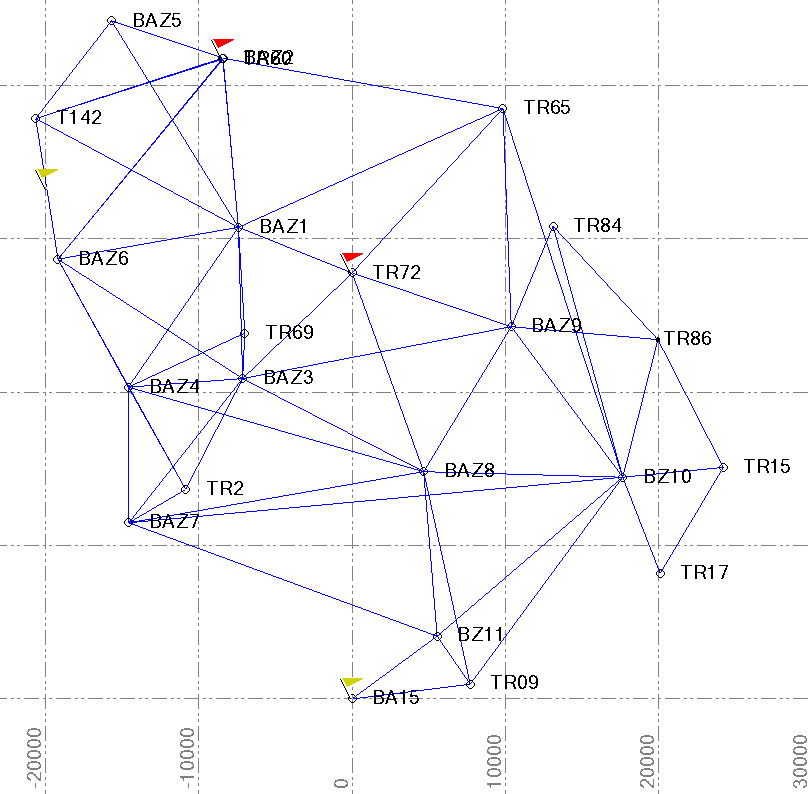 BAZ5
TR65
T142
BAZ1
TR84
BAZ6
TR72
TR69
BAZ9
TR86
BAZ3
BAZ4
BAZ8
TR15
BZ10
TR2
BAZ7
TR17
BZ11
TR09
BA15
-20000
-10000
0
10000
20000
30000